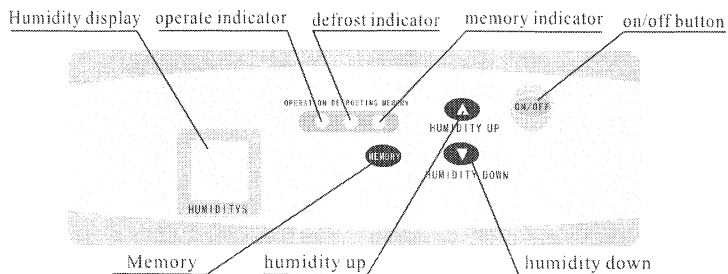 Humidity display operate indicator defrost indicator memory indicator on/off button
OPERATION DEFROSTING MEMORY
ON/OFF
HUMIDITY UP
MEMORY
HUMIDITY DOWN
HUMIDITY%
Memory humidity up humidity down